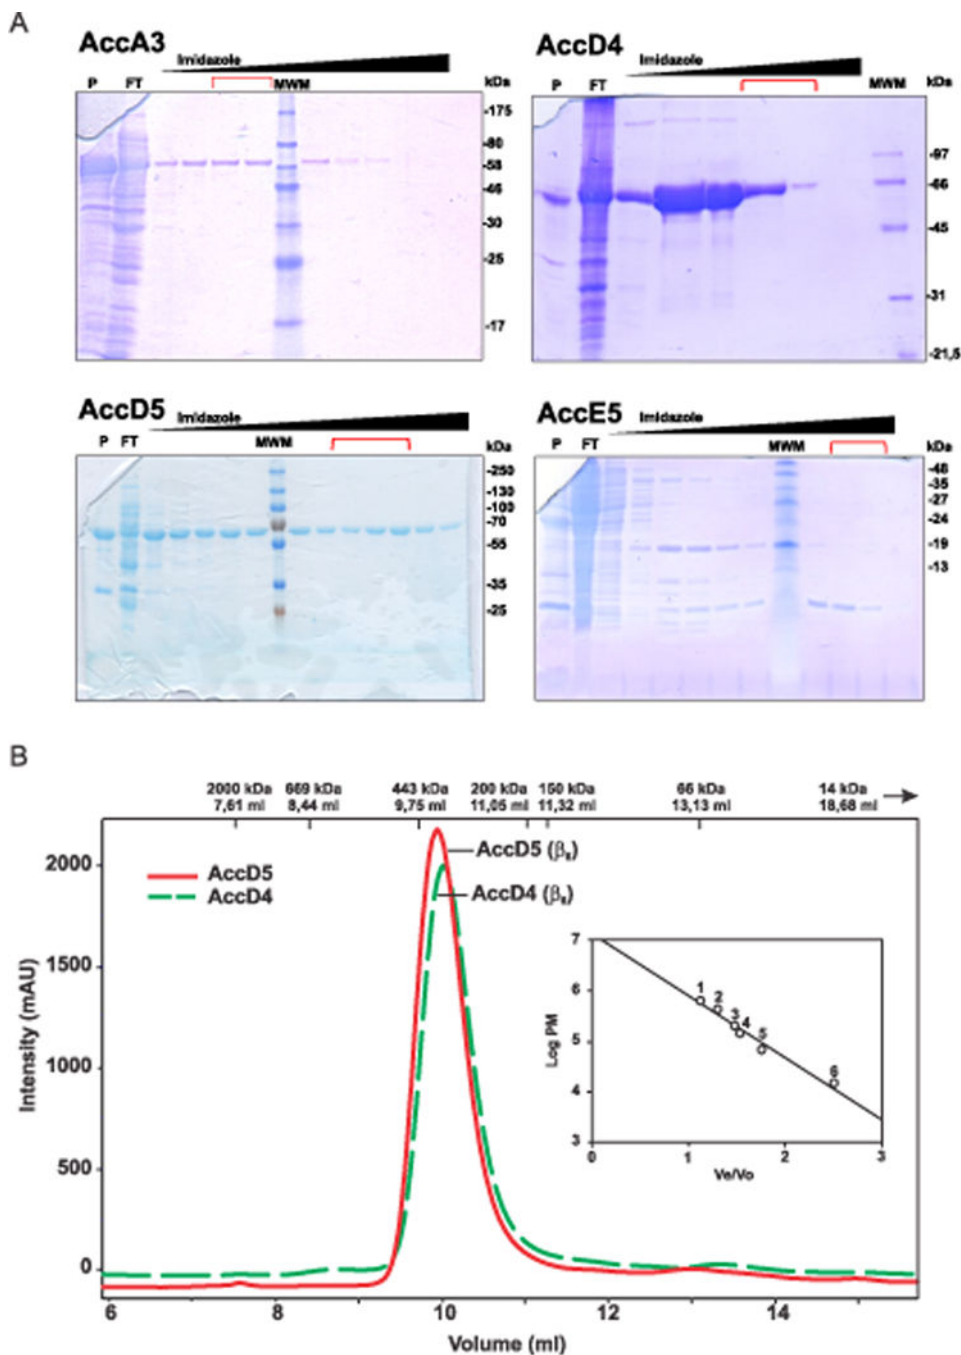 A
AccA3
Imidazole
P FT MWM kDa
-175
-80
-58
-46
-30
-25
-17
AccD4
Imidazole
P FT MWM kDa
-97
-66
-45
-31
-21,5
AccD5
Imidazole
P FT MWM kDa
-250
-130
-100
-70
-55
-35
-25
AccE5
Imidazole
P FT MWM kDa
-48
-35
-27
-24
-19
-13
B
2000 kDa 669 kDa 443 kDa 200 kDa 150 kDa 66 kDa 14 kDa
7,61 ml 8,44 ml 9,75 ml 11,05 ml 11,32 ml 13,13 ml 18,68 ml
AccD5
AccD4
AccD5 (β₆)
AccD4 (β₆)
Intensity (mAU)
2000
1500
1000
500
0
6 8 10 12 14
Volume (ml)
Log PM
7
6
5
4
3
1
2
3
4
5
6
0 1 2 3
Ve/Vo